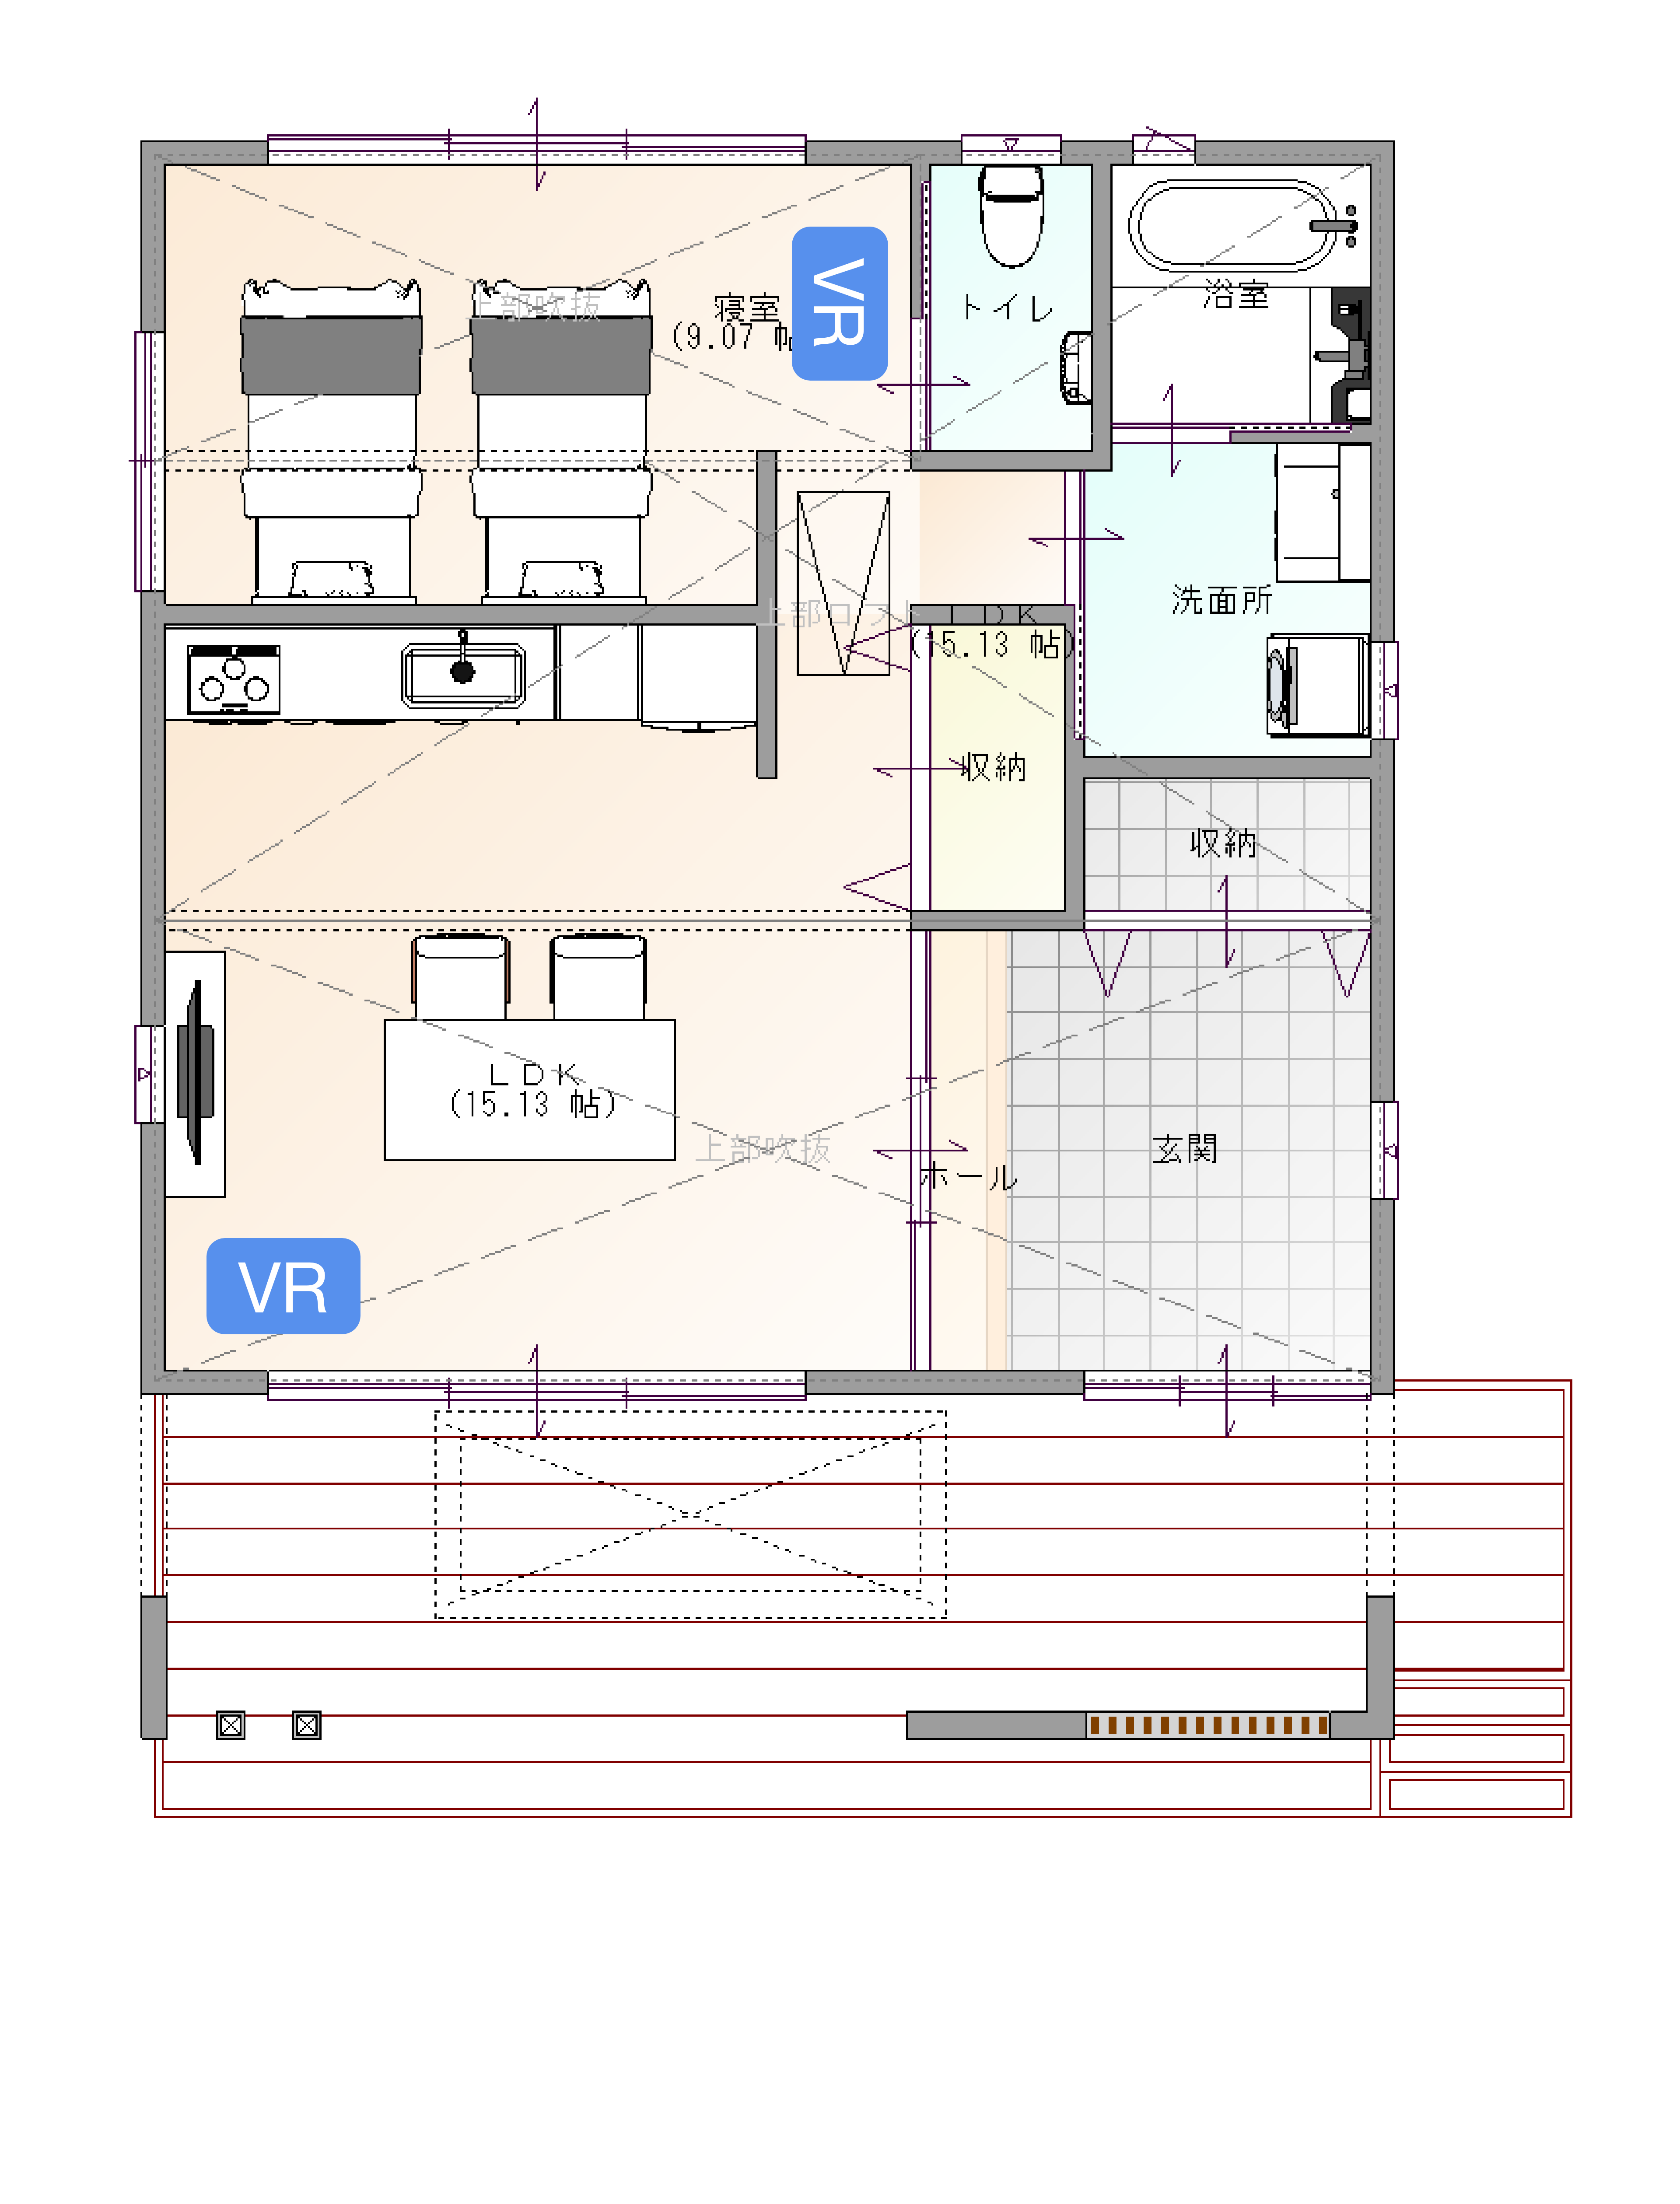 上部吹抜
寝室
(9.07 帖
VR
トイレ
浴室
洗面所
上部ロフト
LDK
(15.13 帖)
収納
収納
LDK
(15.13 帖)
上部吹抜
ホール
玄関
VR